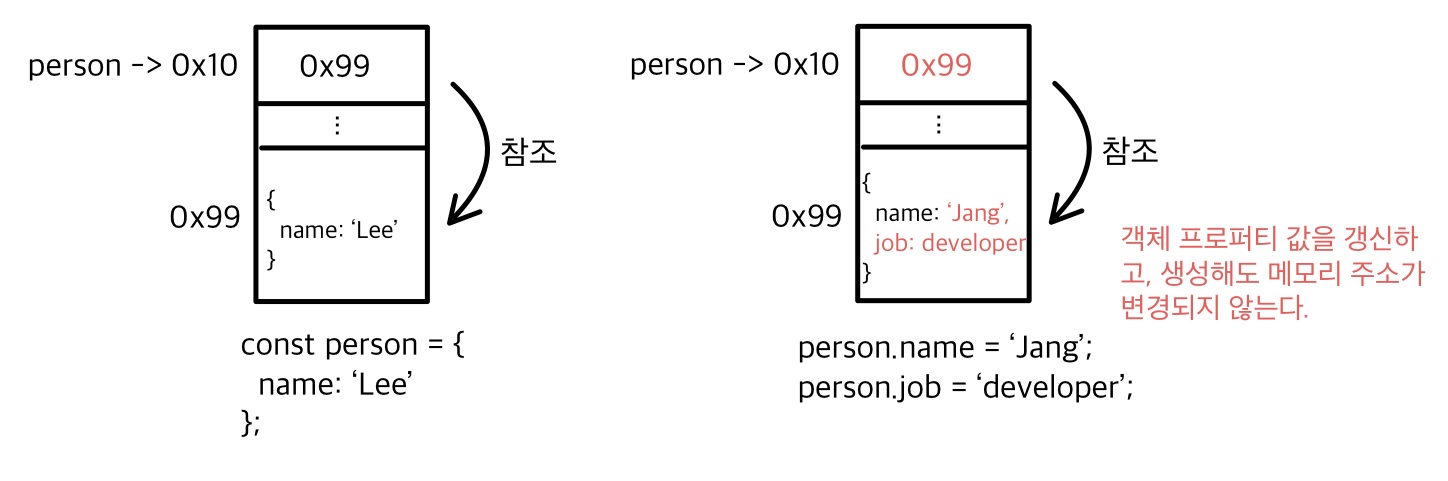 person -> 0x10
0x99
⋮
참조
0x99
{
name: ‘Lee’
}
const person = {
name: ‘Lee’
};
person -> 0x10
0x99
⋮
참조
0x99
{
name: ‘Jang’,
job: developer
}
객체 프로퍼티 값을 갱신하
고, 생성해도 메모리 주소가
변경되지 않는다.
person.name = ‘Jang’;
person.job = ‘developer’;